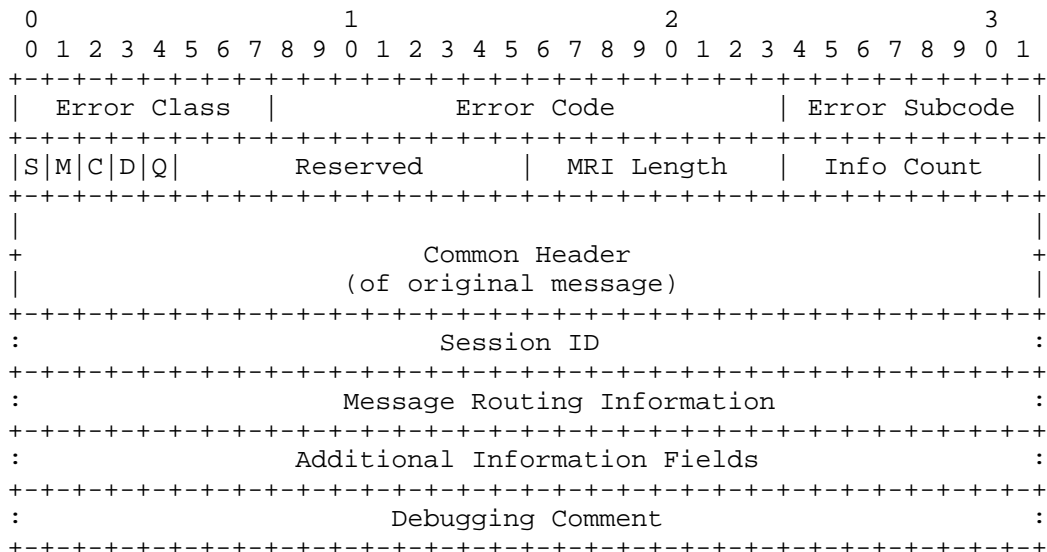 0                   1                   2                   3
 0 1 2 3 4 5 6 7 8 9 0 1 2 3 4 5 6 7 8 9 0 1 2 3 4 5 6 7 8 9 0 1
+-+-+-+-+-+-+-+-+-+-+-+-+-+-+-+-+-+-+-+-+-+-+-+-+-+-+-+-+-+-+-+-+
|  Error Class  |           Error Code          | Error Subcode |
+-+-+-+-+-+-+-+-+-+-+-+-+-+-+-+-+-+-+-+-+-+-+-+-+-+-+-+-+-+-+-+-+
|S|M|C|D|Q|       Reserved      |  MRI Length   |  Info Count   |
+-+-+-+-+-+-+-+-+-+-+-+-+-+-+-+-+-+-+-+-+-+-+-+-+-+-+-+-+-+-+-+-+
|                                                               |
+                         Common Header                         +
|                    (of original message)                      |
+-+-+-+-+-+-+-+-+-+-+-+-+-+-+-+-+-+-+-+-+-+-+-+-+-+-+-+-+-+-+-+-+
:                          Session ID                           :
+-+-+-+-+-+-+-+-+-+-+-+-+-+-+-+-+-+-+-+-+-+-+-+-+-+-+-+-+-+-+-+-+
:                    Message Routing Information                :
+-+-+-+-+-+-+-+-+-+-+-+-+-+-+-+-+-+-+-+-+-+-+-+-+-+-+-+-+-+-+-+-+
:                 Additional Information Fields                 :
+-+-+-+-+-+-+-+-+-+-+-+-+-+-+-+-+-+-+-+-+-+-+-+-+-+-+-+-+-+-+-+-+
:                       Debugging Comment                       :
+-+-+-+-+-+-+-+-+-+-+-+-+-+-+-+-+-+-+-+-+-+-+-+-+-+-+-+-+-+-+-+-+